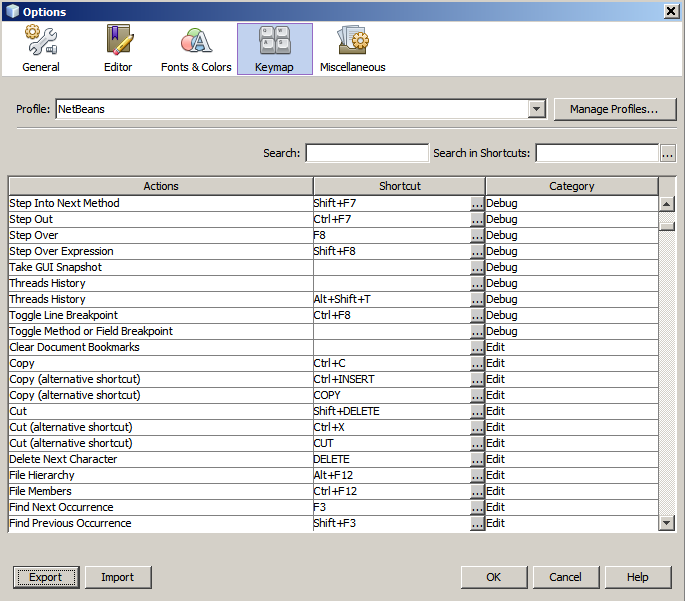 Options
General Editor Fonts & Colors Keymap Miscellaneous
Profile: NetBeans Manage Profiles...
Search: Search in Shortcuts: ...
Actions Shortcut Category
Step Into Next Method Shift+F7 ... Debug
Step Out Ctrl+F7 ... Debug
Step Over F8 ... Debug
Step Over Expression Shift+F8 ... Debug
Take GUI Snapshot ... Debug
Threads History ... Debug
Threads History Alt+Shift+T ... Debug
Toggle Line Breakpoint Ctrl+F8 ... Debug
Toggle Method or Field Breakpoint ... Debug
Clear Document Bookmarks ... Edit
Copy Ctrl+C ... Edit
Copy (alternative shortcut) Ctrl+INSERT ... Edit
Copy (alternative shortcut) COPY ... Edit
Cut Shift+DELETE ... Edit
Cut (alternative shortcut) Ctrl+X ... Edit
Cut (alternative shortcut) CUT ... Edit
Delete Next Character DELETE ... Edit
File Hierarchy Alt+F12 ... Edit
File Members Ctrl+F12 ... Edit
Find Next Occurrence F3 ... Edit
Find Previous Occurrence Shift+F3 ... Edit
Export Import OK Cancel Help